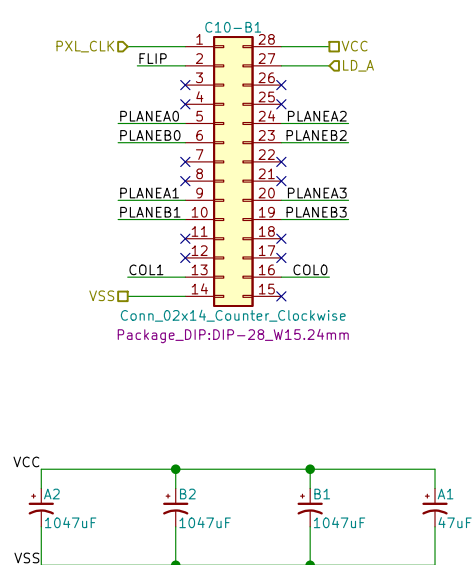 C10-B1
PXL_CLK 1 28 VCC
FLIP 2 27 LD_A
3 26
4 25
PLANEA0 5 24 PLANEA2
PLANEB0 6 23 PLANEB2
7 22
8 21
PLANEA1 9 20 PLANEA3
PLANEB1 10 19 PLANEB3
11 18
12 17
COL1 13 16 COL0
VSS 14 15
Conn_02x14_Counter_Clockwise
Package_DIP:DIP-28_W15.24mm
VCC
+ A2 + B2 + B1 + A1
1047uF 1047uF 1047uF 47uF
VSS